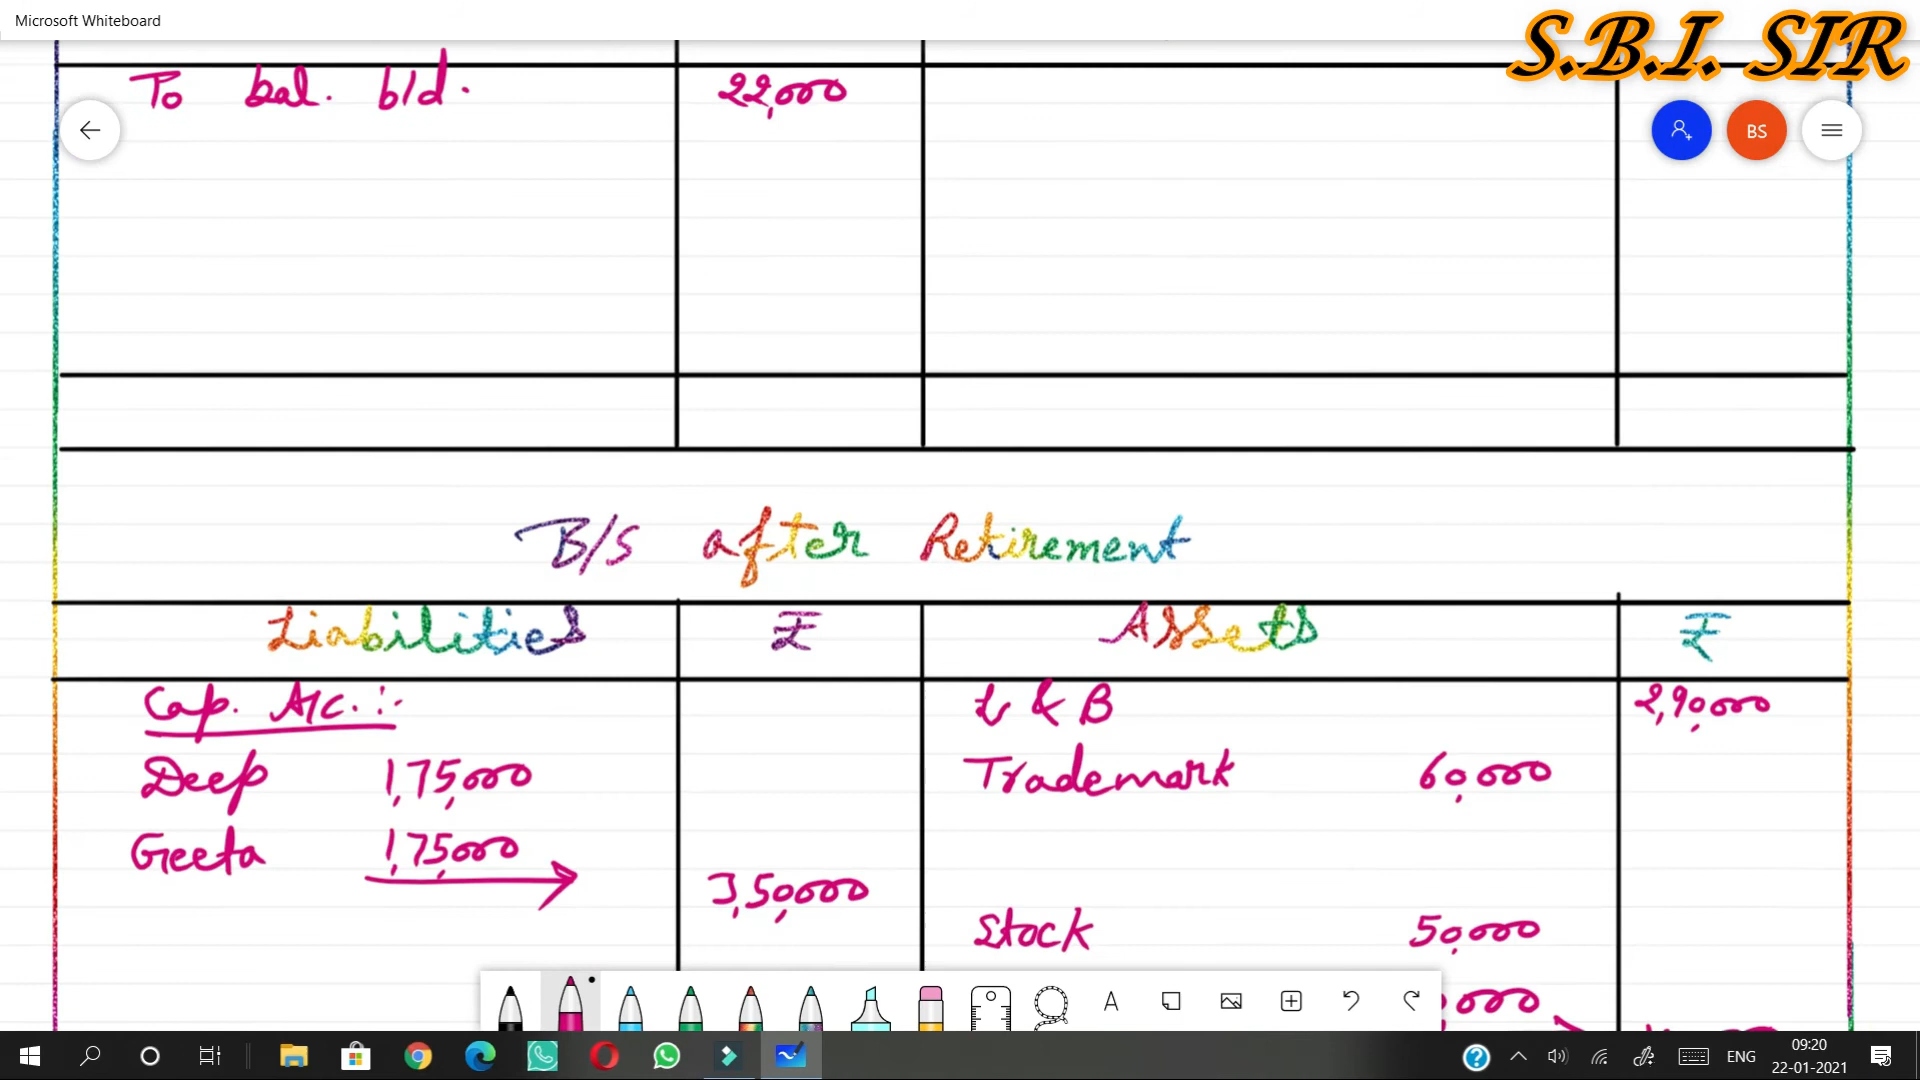 Microsoft Whiteboard
S.B.I. SIR
To bal. b/d. 22,000
BS
B/S after Retirement
Liabilities ₹ Assets ₹
Cap. A/c. :- L & B 2,90,000
Deep 1,75,000 Trademark 60,000
Geeta 1,75,000
3,50,000
Stock 50,000
A
ENG
09:20
22-01-2021